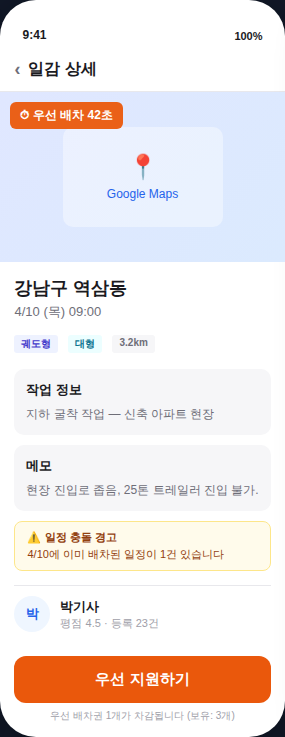 9:41
100%
‹ 일감 상세
⏱ 우선 배차 42초
📍
Google Maps
강남구 역삼동
4/10 (목) 09:00
궤도형 대형 3.2km
작업 정보
지하 굴착 작업 — 신축 아파트 현장
메모
현장 진입로 좁음, 25톤 트레일러 진입 불가.
⚠️ 일정 충돌 경고
4/10에 이미 배차된 일정이 1건 있습니다
박
박기사
평점 4.5 · 등록 23건
우선 지원하기
우선 배차권 1개가 차감됩니다 (보유: 3개)